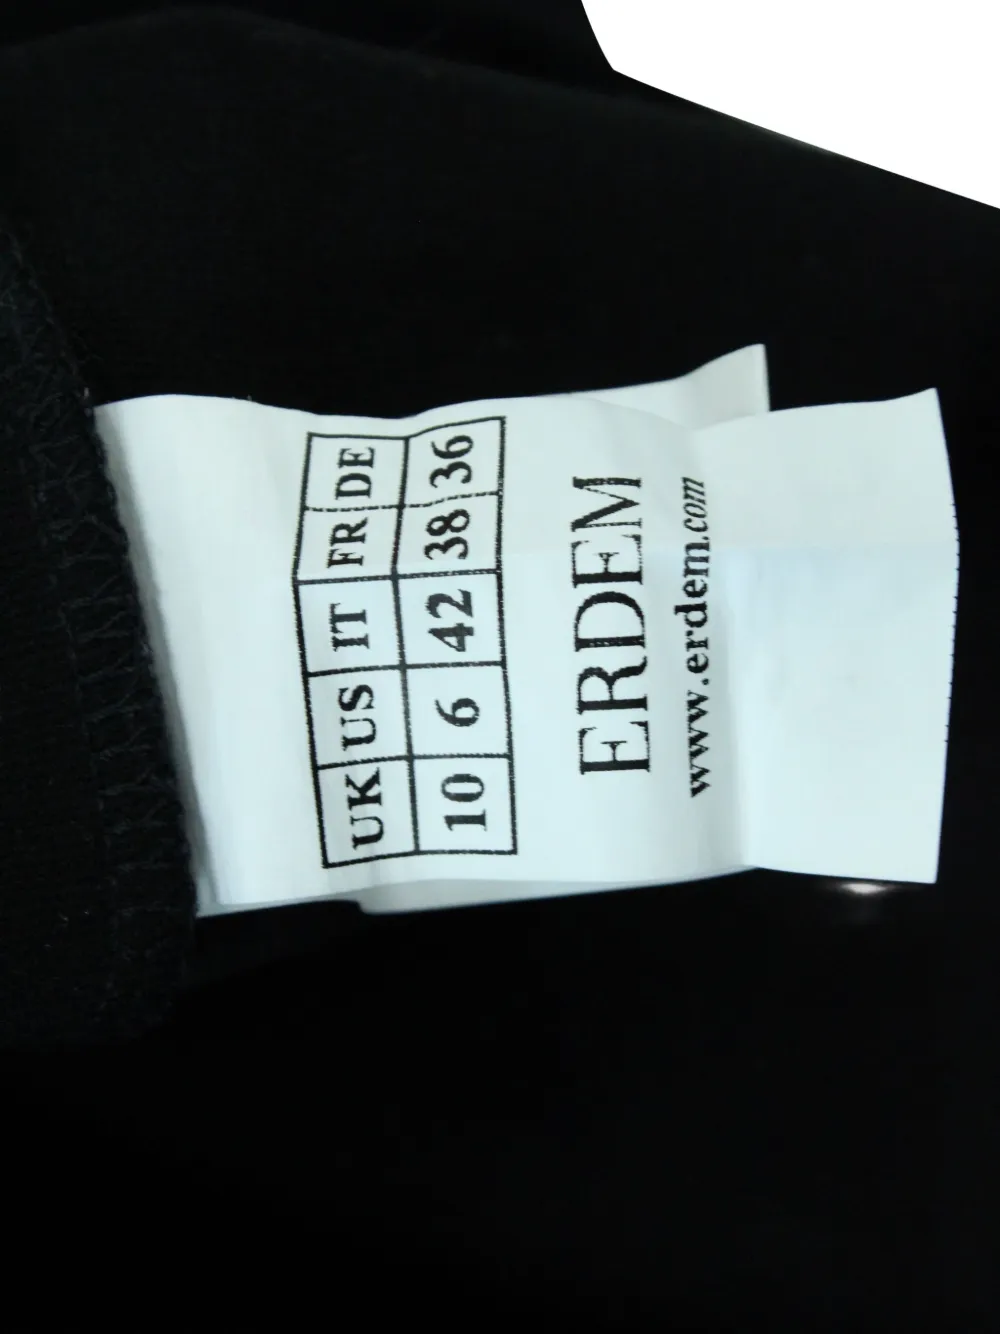 UK US IT FR DE
10 6 42 38 36
ERDEM
www.erdem.com